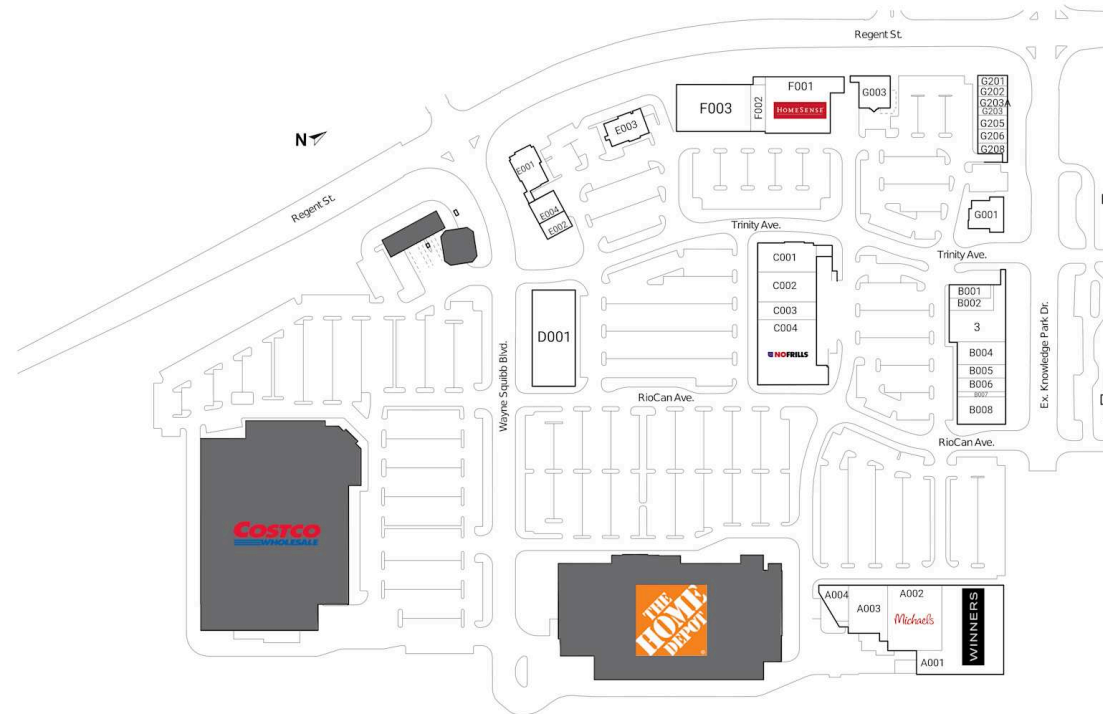 Regent St.
G201
G202
G203A
G203
G205
G206
G208
F001
HOMESENSE
F002
F003
G003
E003
N
E001
E004
E002
Regent St.
G001
Trinity Ave.
Trinity Ave.
C001
C002
C003
C004
NOFRILLS
B001
B002
3
B004
B005
B006
B007
B008
D001
Wayne Squibb Blvd.
Ex. Knowledge Park Dr.
RioCan Ave.
RioCan Ave.
COSTCO
WHOLESALE
THE
HOME
DEPOT
A004
A003
A002
Michaels
WINNERS
A001